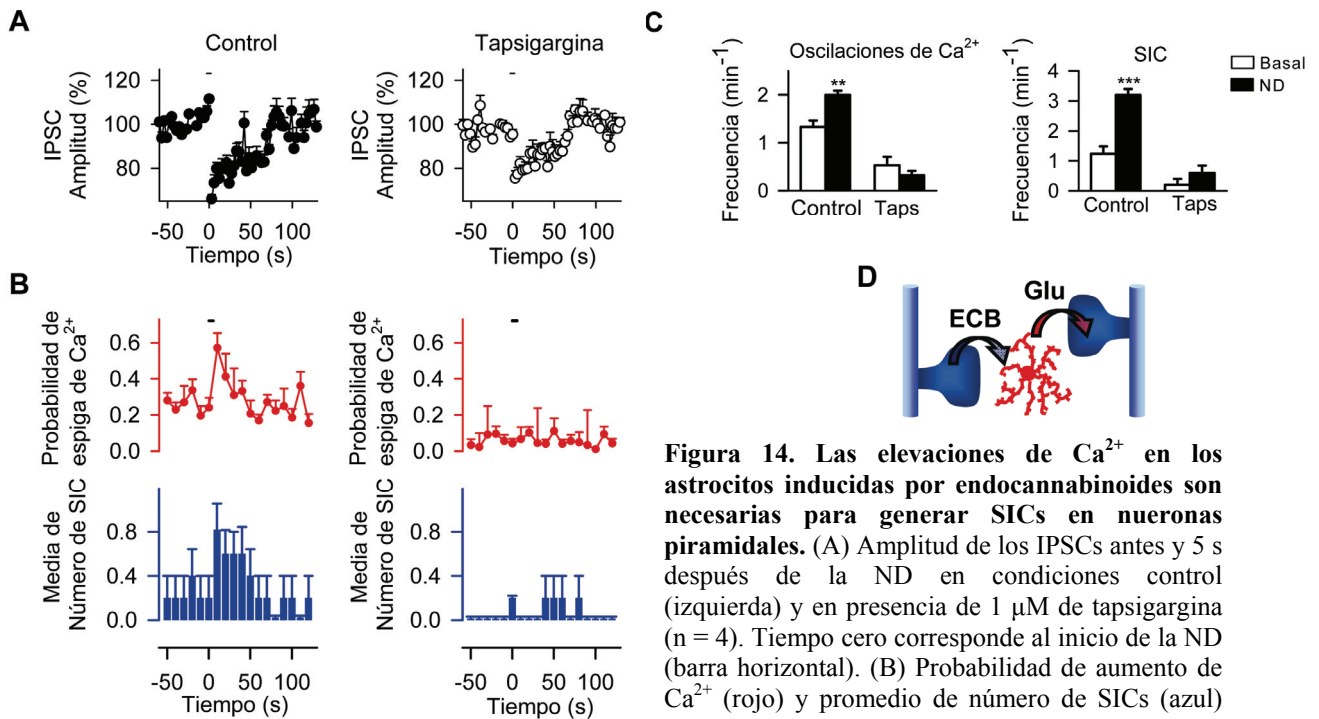 A
Control
IPSC
Amplitud (%)
120
100
80
-50 0 50 100
Tiempo (s)
Tapsigargina
IPSC
Amplitud (%)
120
100
80
-50 0 50 100
Tiempo (s)
B
Probabilidad de
espiga de Ca²⁺
0.6
0.4
0.2
0.0
Media de
Número de SIC
0.8
0.4
0.0
-50 0 50 100
Tiempo (s)
Probabilidad de
espiga de Ca²⁺
0.6
0.4
0.2
0.0
Media de
Número de SIC
0.8
0.4
0.0
-50 0 50 100
Tiempo (s)
C
Oscilaciones de Ca²⁺
Frecuencia (min⁻¹)
2
1
0
**
Control Taps
SIC
Frecuencia (min⁻¹)
4
3
2
1
0
***
Control Taps
Basal
ND
D
ECB
Glu
Figura 14. Las elevaciones de Ca²⁺ en los
astrocitos inducidas por endocannabinoides son
necesarias para generar SICs en nueronas
piramidales. (A) Amplitud de los IPSCs antes y 5 s
después de la ND en condiciones control
(izquierda) y en presencia de 1 μM de tapsigargina
(n = 4). Tiempo cero corresponde al inicio de la ND
(barra horizontal). (B) Probabilidad de aumento de
Ca²⁺ (rojo) y promedio de número de SICs (azul)